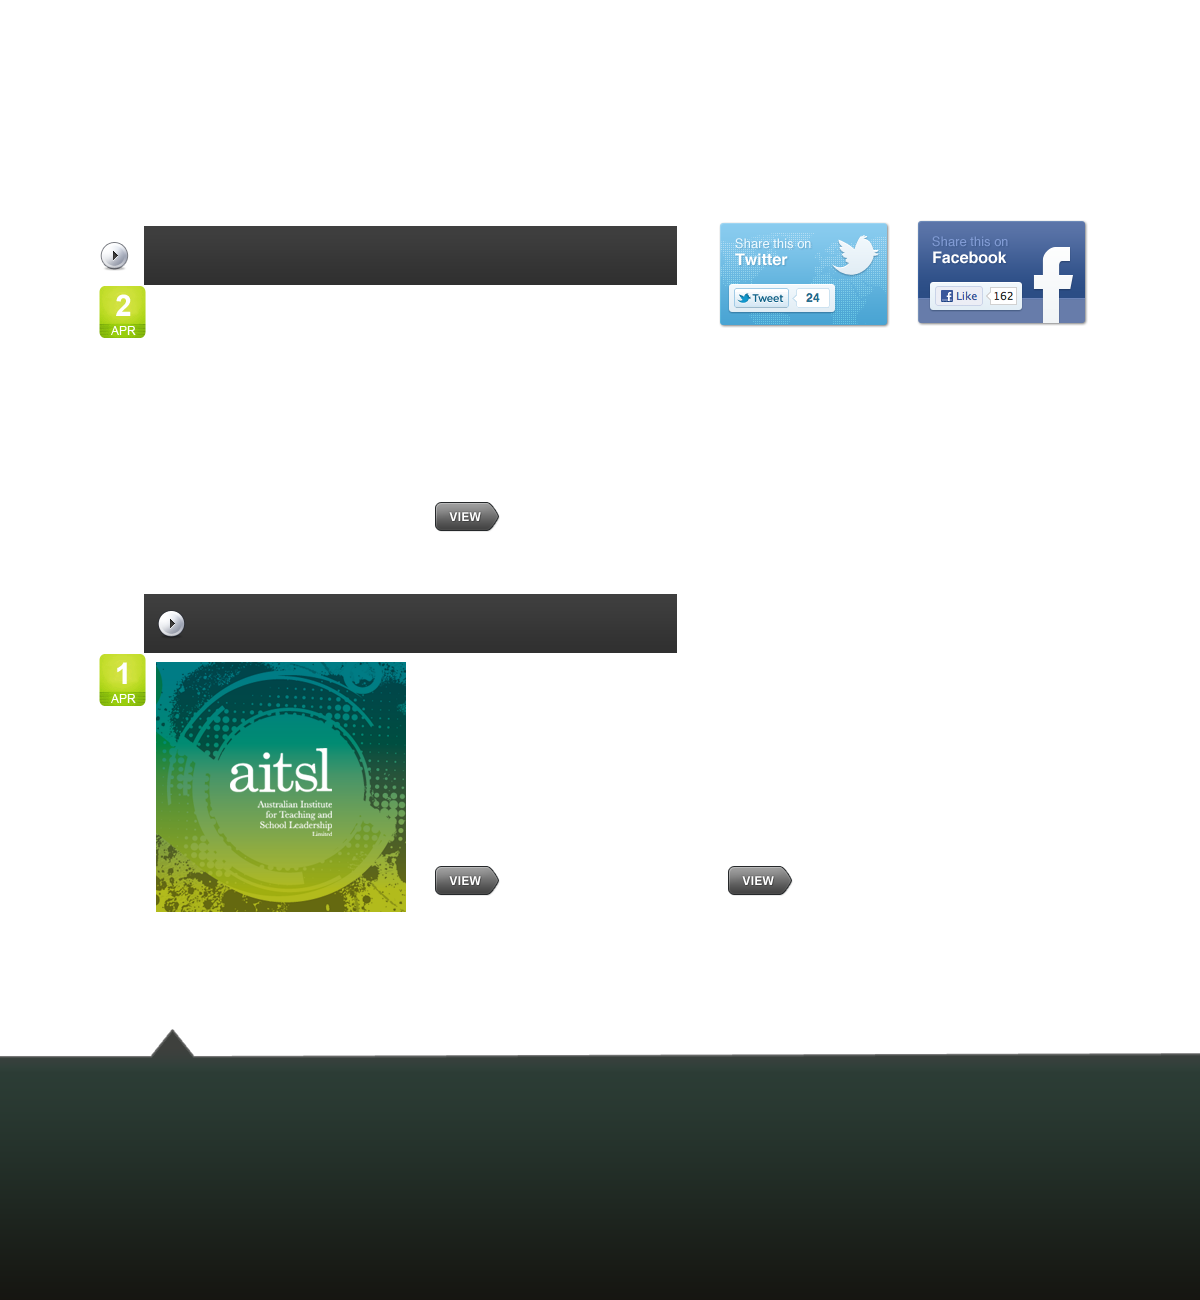 Share this on
Twitter
Tweet 24
Share this on
Facebook
Like 162
2
APR
VIEW
1
APR
aitsl
Australian Institute
for Teaching and
School Leadership
Limited
VIEW
VIEW